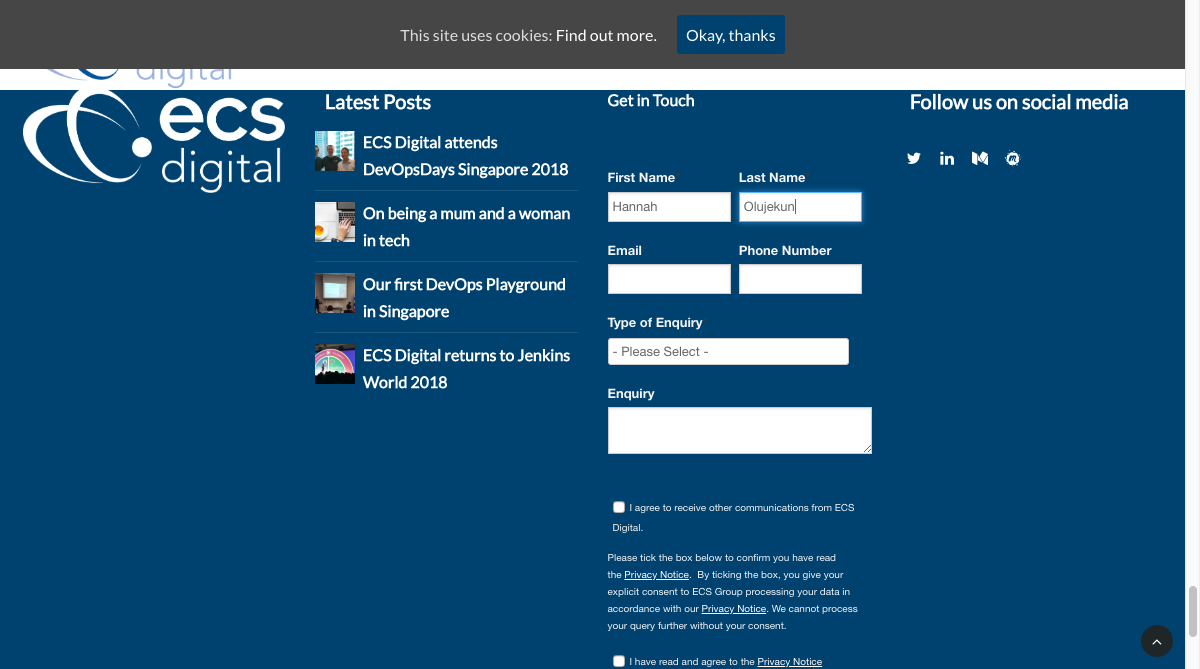 This site uses cookies: Find out more.
Okay, thanks
digital
ecs
digital
Latest Posts
ECS Digital attends
DevOpsDays Singapore 2018
On being a mum and a woman
in tech
Our first DevOps Playground
in Singapore
ECS Digital returns to Jenkins
World 2018
Get in Touch
First Name
Last Name
Hannah
Olujekun
Email
Phone Number
Type of Enquiry
- Please Select -
Enquiry
I agree to receive other communications from ECS
Digital.
Please tick the box below to confirm you have read
the Privacy Notice.  By ticking the box, you give your
explicit consent to ECS Group processing your data in
accordance with our Privacy Notice. We cannot process
your query further without your consent.
I have read and agree to the Privacy Notice
Follow us on social media